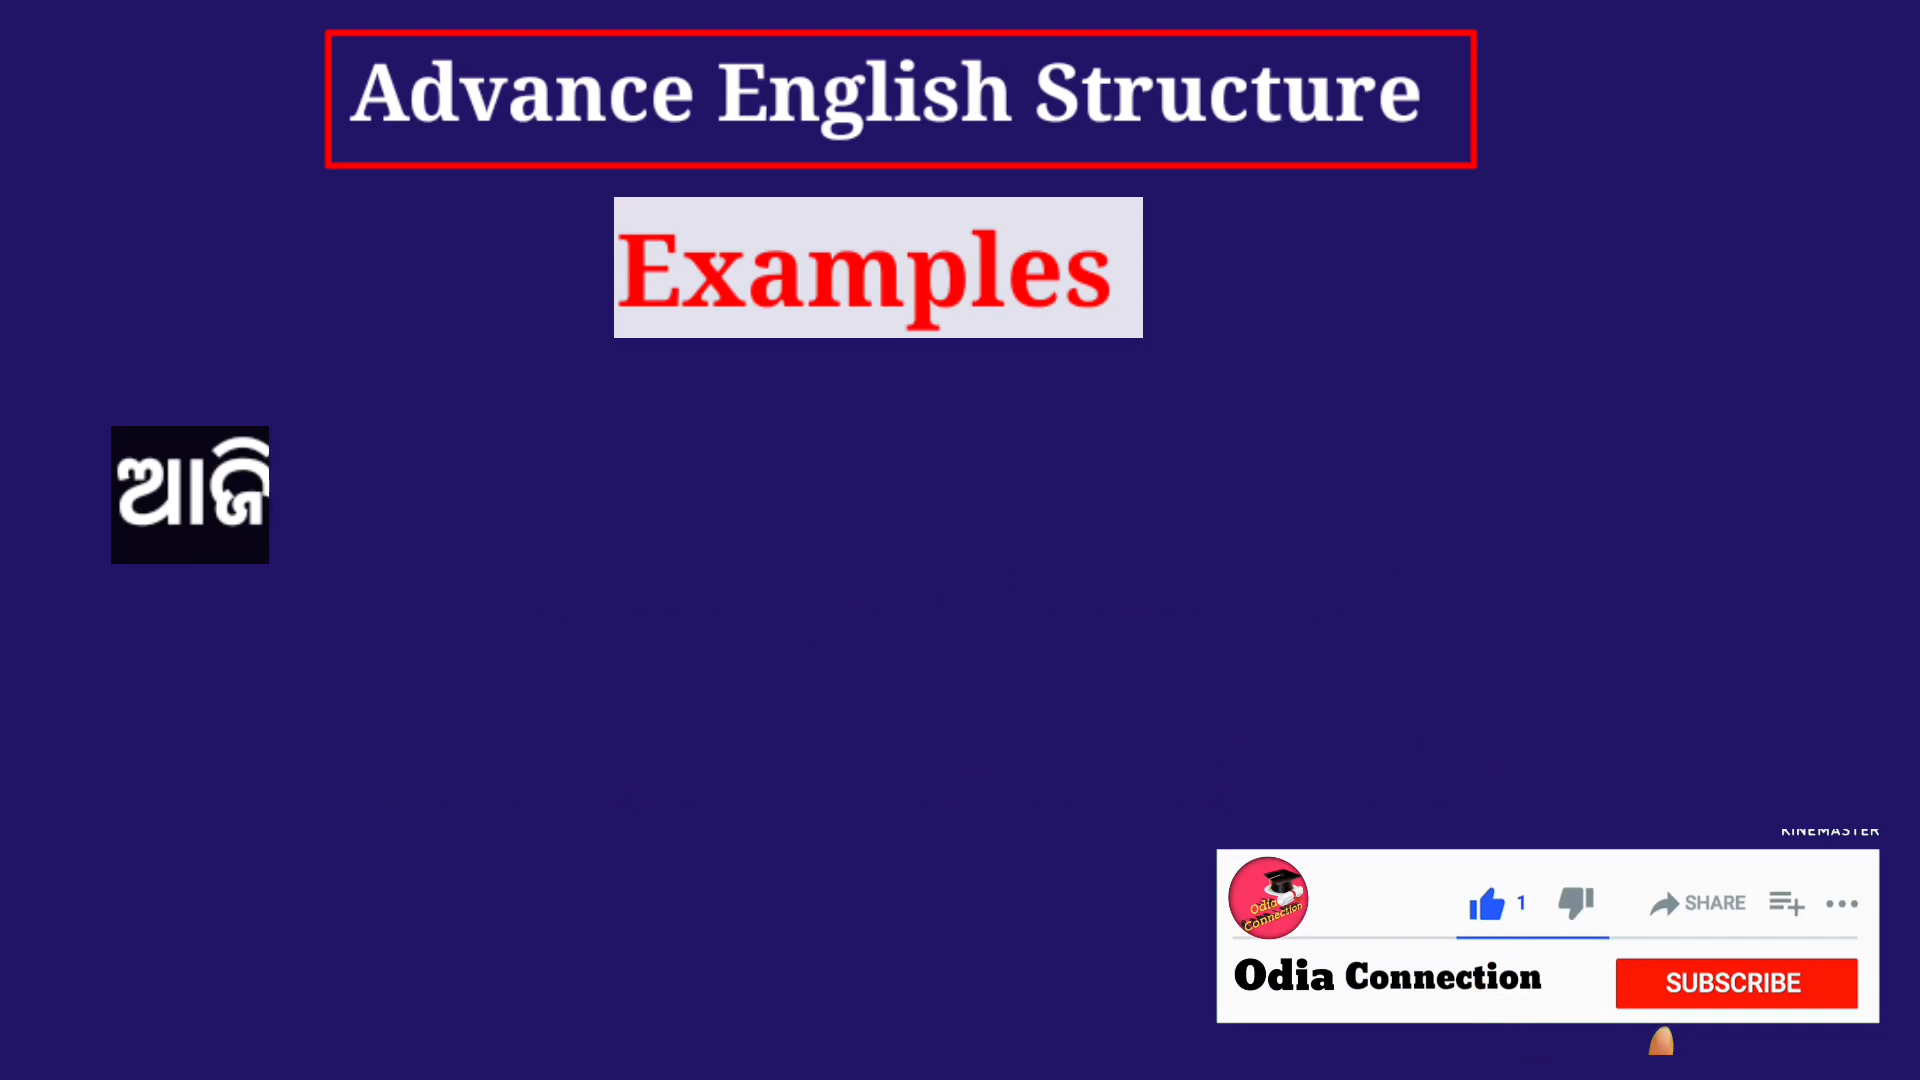 Advance English Structure
Examples
ଆଜି
KINEMASTER
Odia
Connection
1
SHARE
Odia Connection
SUBSCRIBE